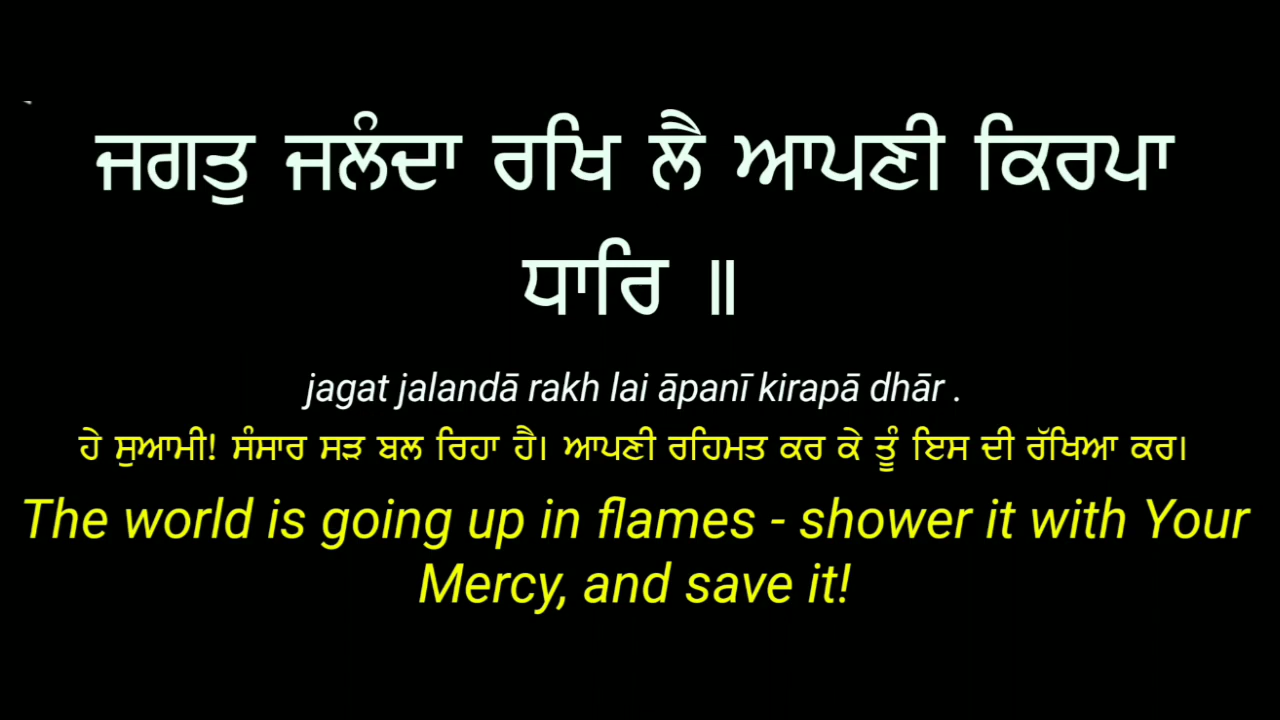 ਜਗਤੁ ਜਲੰਦਾ ਰਖਿ ਲੈ ਆਪਣੀ ਕਿਰਪਾ
ਧਾਰਿ ॥
jagat jalandā rakh lai āpanī kirapā dhār .
ਹੇ ਸੁਆਮੀ! ਸੰਸਾਰ ਸੜ ਬਲ ਰਿਹਾ ਹੈ। ਆਪਣੀ ਰਹਿਮਤ ਕਰ ਕੇ ਤੂੰ ਇਸ ਦੀ ਰੱਖਿਆ ਕਰ।
The world is going up in flames - shower it with Your
Mercy, and save it!